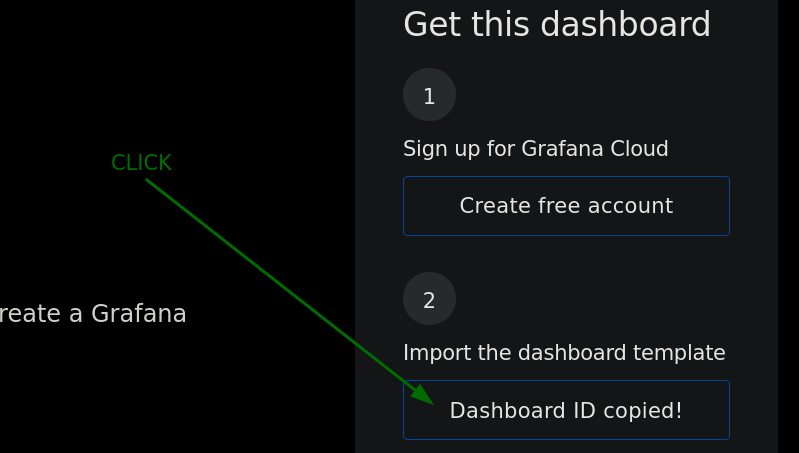 Get this dashboard
1
Sign up for Grafana Cloud
CLICK
Create free account
2
reate a Grafana
Import the dashboard template
Dashboard ID copied!